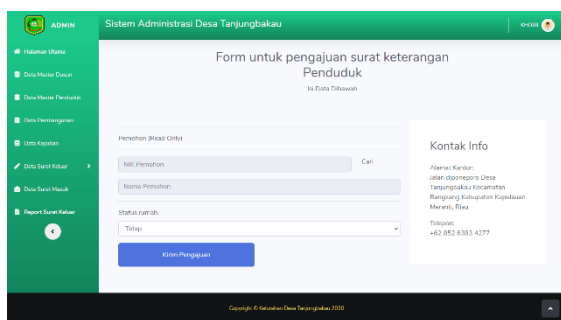 ADMIN
Sistem Administrasi Desa Tanjungbakau
Halaman Utama
Data Master Dusun
Data Master Penduduk
Data Pembangunan
Data Kejadian
Data Surat Keluar
Data Surat Masuk
Report Surat Keluar
Form untuk pengajuan surat keterangan
Penduduk
Isi Data Dibawah
Pemohon (Read Only)
NIK Pemohon
Cari
Nama Pemohon
Status rumah
Tetap
Kirim Pengajuan
Kontak Info
Alamat Kantor:
Jalan diponegoro Desa
Tanjungbakau Kecamatan
Rangsang Kabupaten Kepulauan
Meranti, Riau
Telepon:
+62 852 6383 4277
Copyright © Kelurahan Desa Tanjungbakau 2020